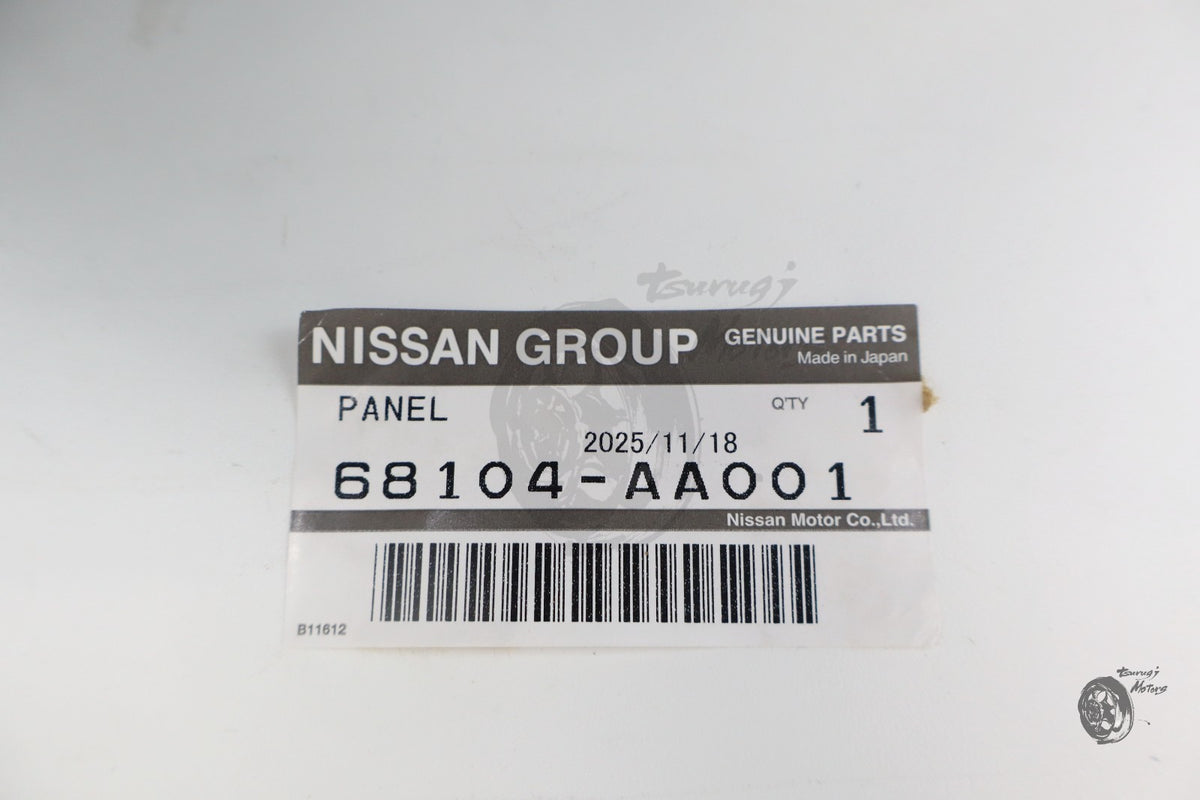 tsurugi
Motors
NISSAN GROUP GENUINE PARTS
Made in Japan
PANEL Q'TY 1
2025/11/18
68104-AA001
Nissan Motor Co.,Ltd.
B11612
tsurugi
Motors